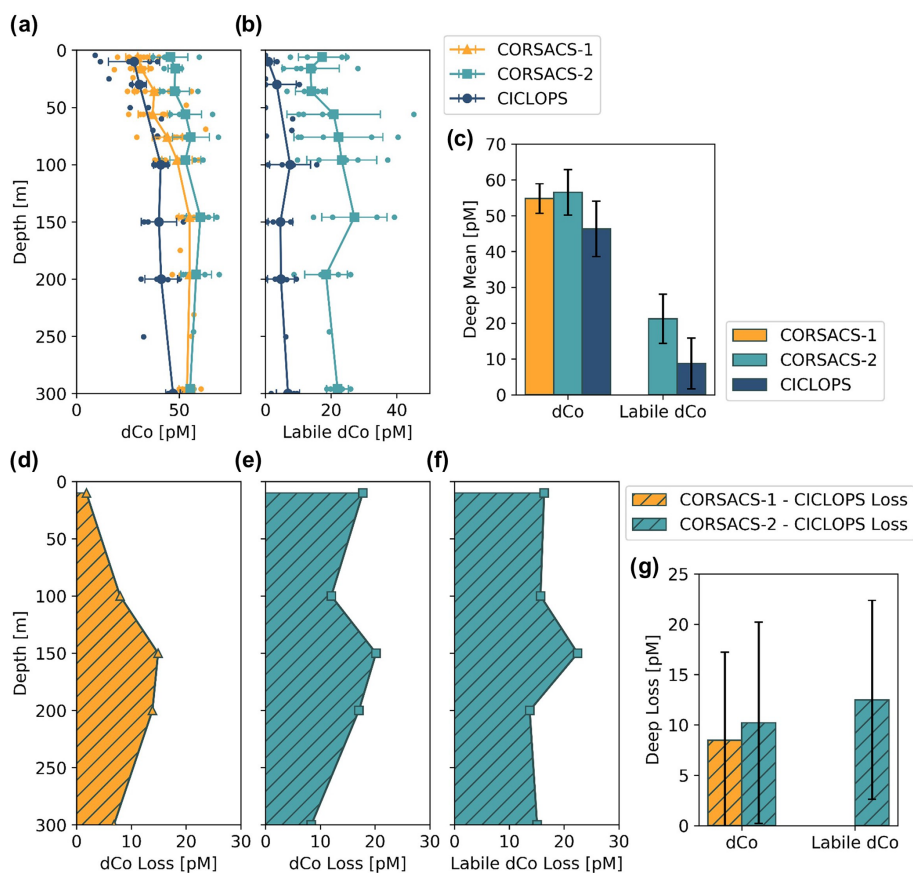 (a)
(b)
CORSACS-1
CORSACS-2
CICLOPS
0
50
100
150
200
250
300
Depth [m]
50
dCo [pM]
0
20
40
Labile dCo [pM]
(c)
70
60
50
40
30
20
10
0
Deep Mean [pM]
dCo
Labile dCo
CORSACS-1
CORSACS-2
CICLOPS
(d)
(e)
(f)
0
50
100
150
200
250
300
Depth [m]
0
10
20
30
dCo Loss [pM]
0
10
20
30
dCo Loss [pM]
0
10
20
30
Labile dCo Loss [pM]
CORSACS-1 - CICLOPS Loss
CORSACS-2 - CICLOPS Loss
(g)
25
20
15
10
5
0
Deep Loss [pM]
dCo
Labile dCo